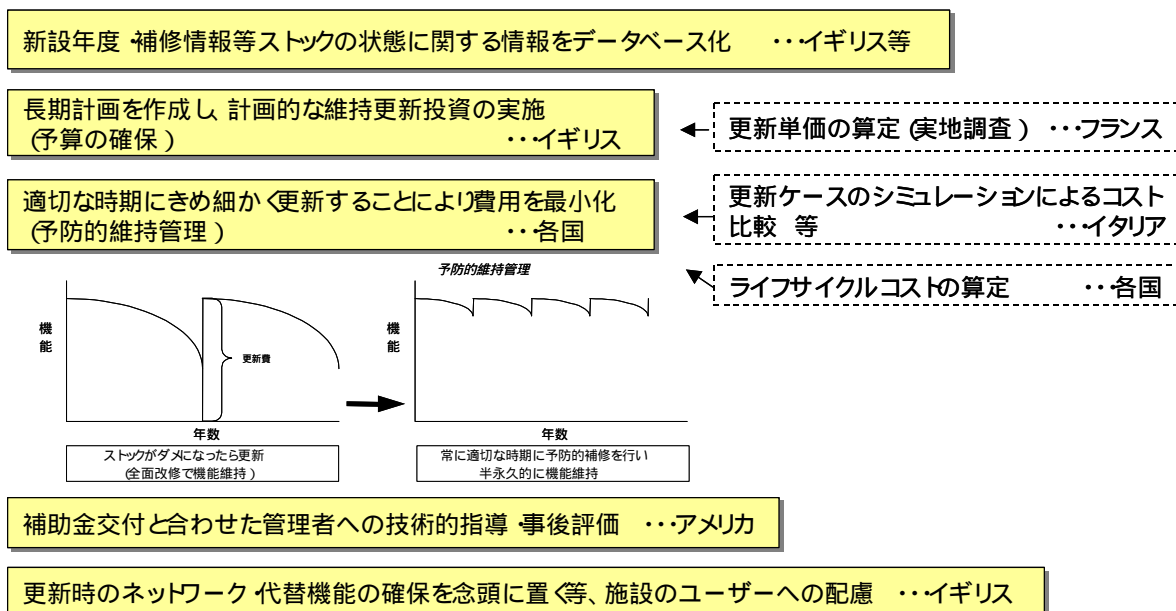 新設年度・補修情報等ストックの状態に関する情報をデータベース化 ・・・イギリス等
長期計画を作成し、計画的な維持更新投資の実施
(予算の確保) ・・・イギリス
更新単価の算定(実地調査) ・・・フランス
適切な時期にきめ細かく更新することにより費用を最小化
(予防的維持管理) ・・・各国
更新ケースのシミュレーションによるコスト
比較 等 ・・・イタリア
ライフサイクルコストの算定 ・・・各国
機能
更新費
年数
ストックがダメになったら更新
(全面改修で機能維持)
予防的維持管理
機能
年数
常に適切な時期に予防的補修を行い
半永久的に機能維持
補助金交付と合わせた管理者への技術的指導・事後評価 ・・・アメリカ
更新時のネットワーク・代替機能の確保を念頭に置く等、施設のユーザーへの配慮 ・・・イギリス